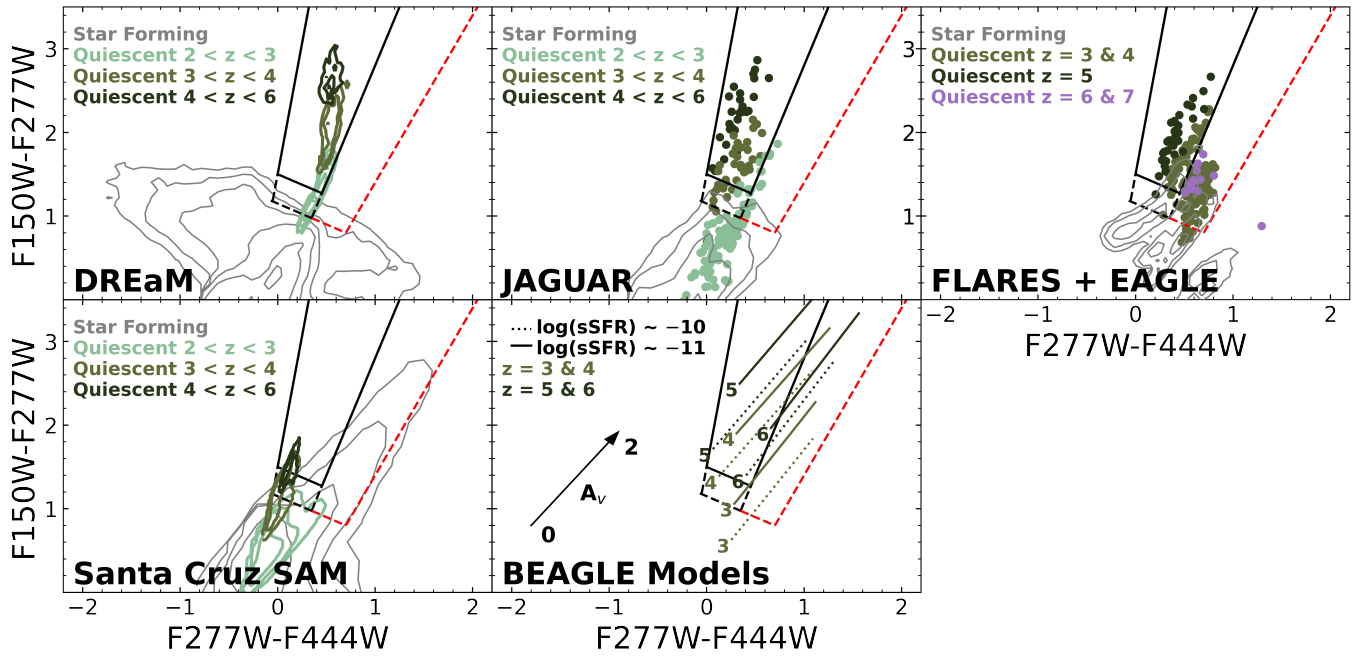 F150W-F277W
3
2
1
Star Forming
Quiescent 2 < z < 3
Quiescent 3 < z < 4
Quiescent 4 < z < 6
DREaM
Star Forming
Quiescent 2 < z < 3
Quiescent 3 < z < 4
Quiescent 4 < z < 6
JAGUAR
3
2
1
Star Forming
Quiescent z = 3 & 4
Quiescent z = 5
Quiescent z = 6 & 7
FLARES + EAGLE
−2 −1 0 1 2
F277W-F444W
F150W-F277W
3
2
1
Star Forming
Quiescent 2 < z < 3
Quiescent 3 < z < 4
Quiescent 4 < z < 6
Santa Cruz SAM
−2 −1 0 1 2
F277W-F444W
log(sSFR) ~ −10
log(sSFR) ~ −11
z = 3 & 4
z = 5 & 6
5
4
6
5
4
6
3
3
2
Av
0
BEAGLE Models
−2 −1 0 1 2
F277W-F444W